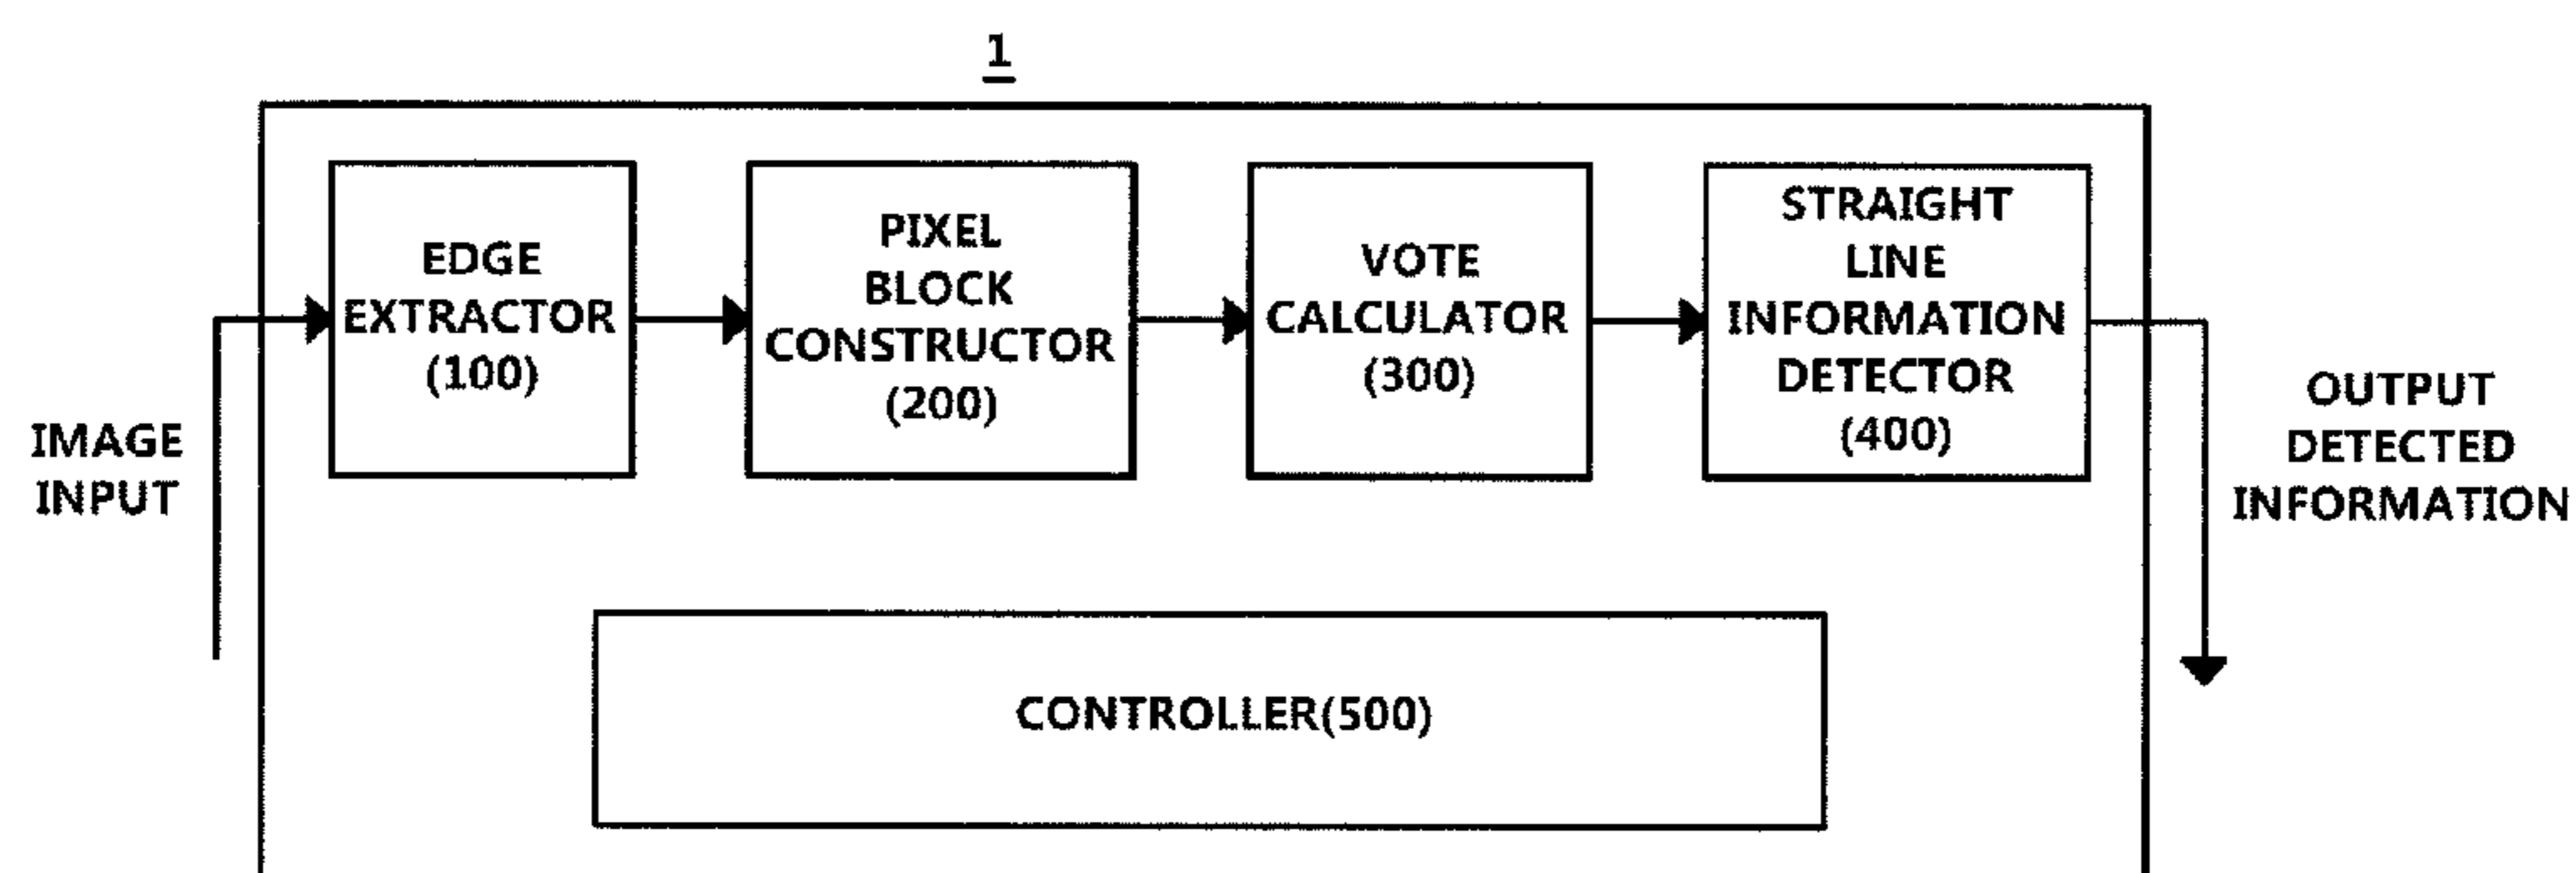 1
EDGE
EXTRACTOR
(100)
PIXEL
BLOCK
CONSTRUCTOR
(200)
VOTE
CALCULATOR
(300)
STRAIGHT
LINE
INFORMATION
DETECTOR
(400)
IMAGE
INPUT
OUTPUT
DETECTED
INFORMATION
CONTROLLER(500)